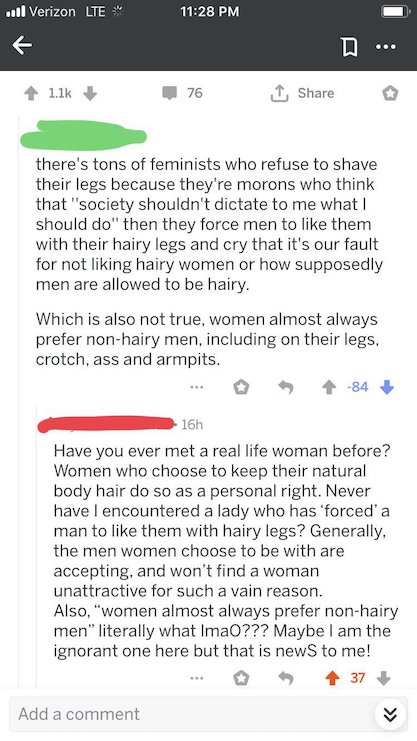 Verizon LTE 11:28 PM
1.1k 76 Share
there's tons of feminists who refuse to shave
their legs because they're morons who think
that "society shouldn't dictate to me what I
should do" then they force men to like them
with their hairy legs and cry that it's our fault
for not liking hairy women or how supposedly
men are allowed to be hairy.
Which is also not true, women almost always
prefer non-hairy men, including on their legs,
crotch, ass and armpits.
-84
16h
Have you ever met a real life woman before?
Women who choose to keep their natural
body hair do so as a personal right. Never
have I encountered a lady who has ‘forced’ a
man to like them with hairy legs? Generally,
the men women choose to be with are
accepting, and won’t find a woman
unattractive for such a vain reason.
Also, “women almost always prefer non-hairy
men” literally what lmaO??? Maybe I am the
ignorant one here but that is newS to me!
37
Add a comment